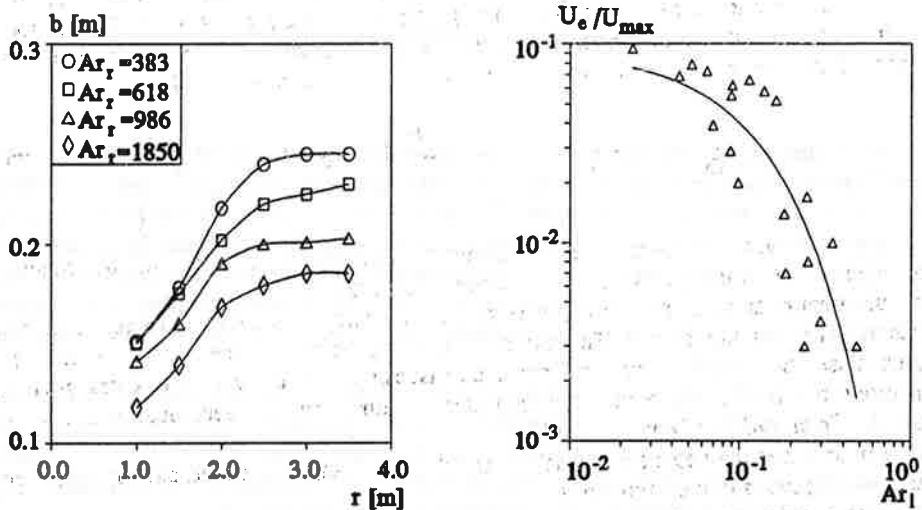 b [m]
0.3
Ar_r=383
Ar_r=618
Ar_r=986
Ar_r=1850
0.2
0.1
0.0
1.0
2.0
3.0
4.0
r [m]
U_e/U_max
10^-1
10^-2
10^-3
10^-2
10^-1
10^0
Ar_l